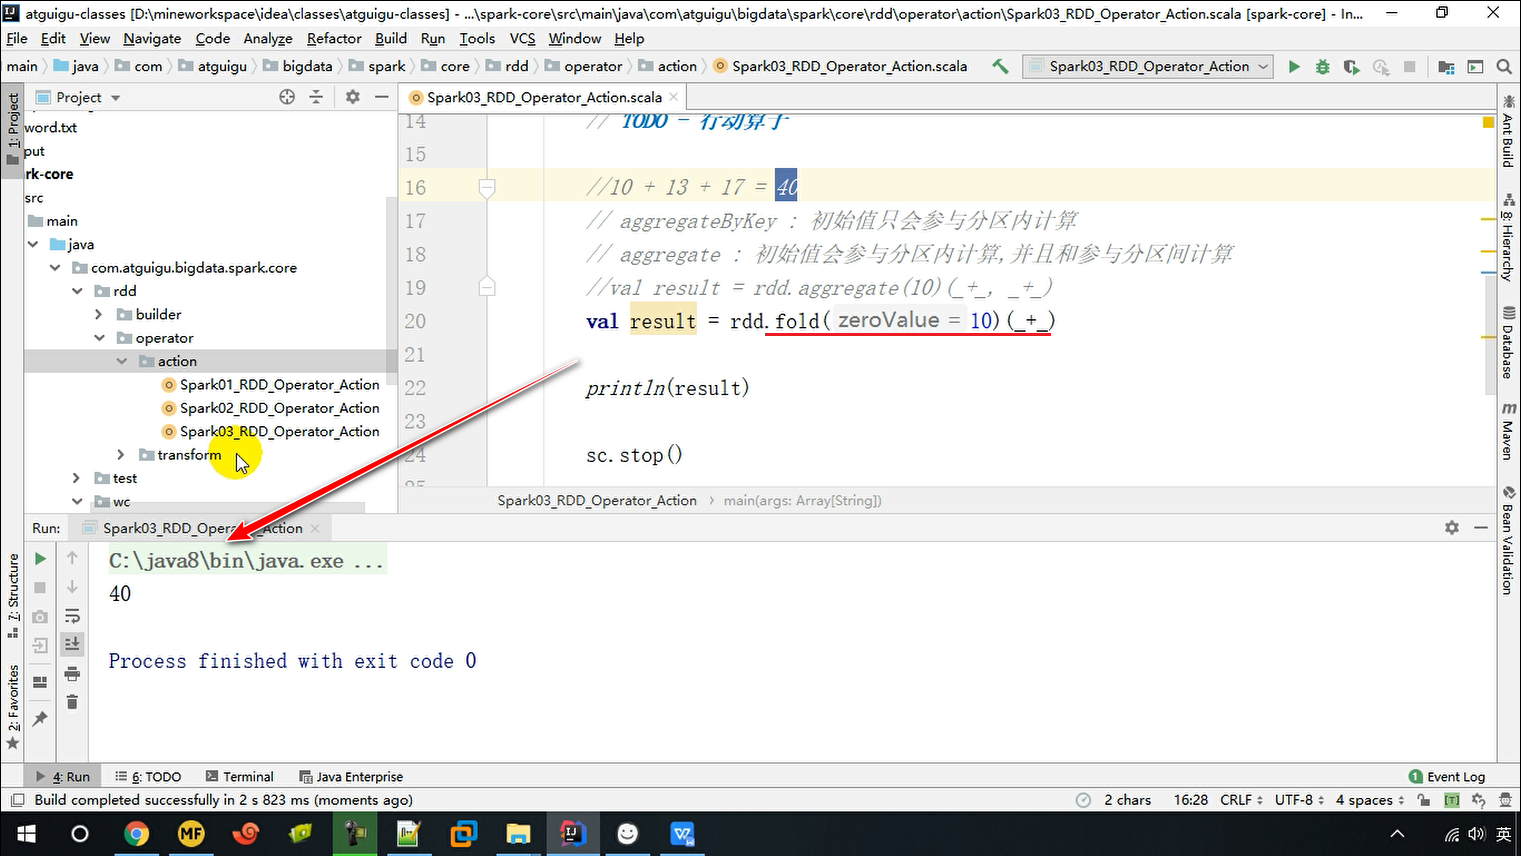 atguigu-classes [D:\mineworkspace\idea\classes\atguigu-classes] - ...\spark-core\src\main\java\com\atguigu\bigdata\spark\core\rdd\operator\action\Spark03_RDD_Operator_Action.scala [spark-core] - In...
File Edit View Navigate Code Analyze Refactor Build Run Tools VCS Window Help
main java com atguigu bigdata spark core rdd operator action Spark03_RDD_Operator_Action.scala Spark03_RDD_Operator_Action
1: Project
Project
Spark03_RDD_Operator_Action.scala
word.txt
put
rk-core
src
main
java
com.atguigu.bigdata.spark.core
rdd
builder
operator
action
Spark01_RDD_Operator_Action
Spark02_RDD_Operator_Action
Spark03_RDD_Operator_Action
transform
test
wc
14 // TODO - 行动算子
15
16 //10 + 13 + 17 = 40
17 // aggregateByKey : 初始值只会参与分区内计算
18 // aggregate : 初始值会参与分区内计算,并且和参与分区间计算
19 //val result = rdd.aggregate(10)(_+_, _+_)
20 val result = rdd.fold( zeroValue = 10)(_+_)
21
22 println(result)
23
24 sc.stop()
25
Spark03_RDD_Operator_Action main(args: Array[String])
Ant Build
8: Hierarchy
Database
Maven
Bean Validation
Run: Spark03_RDD_Operator_Action
C:\java8\bin\java.exe ...
40
Process finished with exit code 0
7: Structure
2: Favorites
4: Run 6: TODO Terminal Java Enterprise 1 Event Log
Build completed successfully in 2 s 823 ms (moments ago) 2 chars 16:28 CRLF UTF-8 4 spaces [T]
MF IJ 英